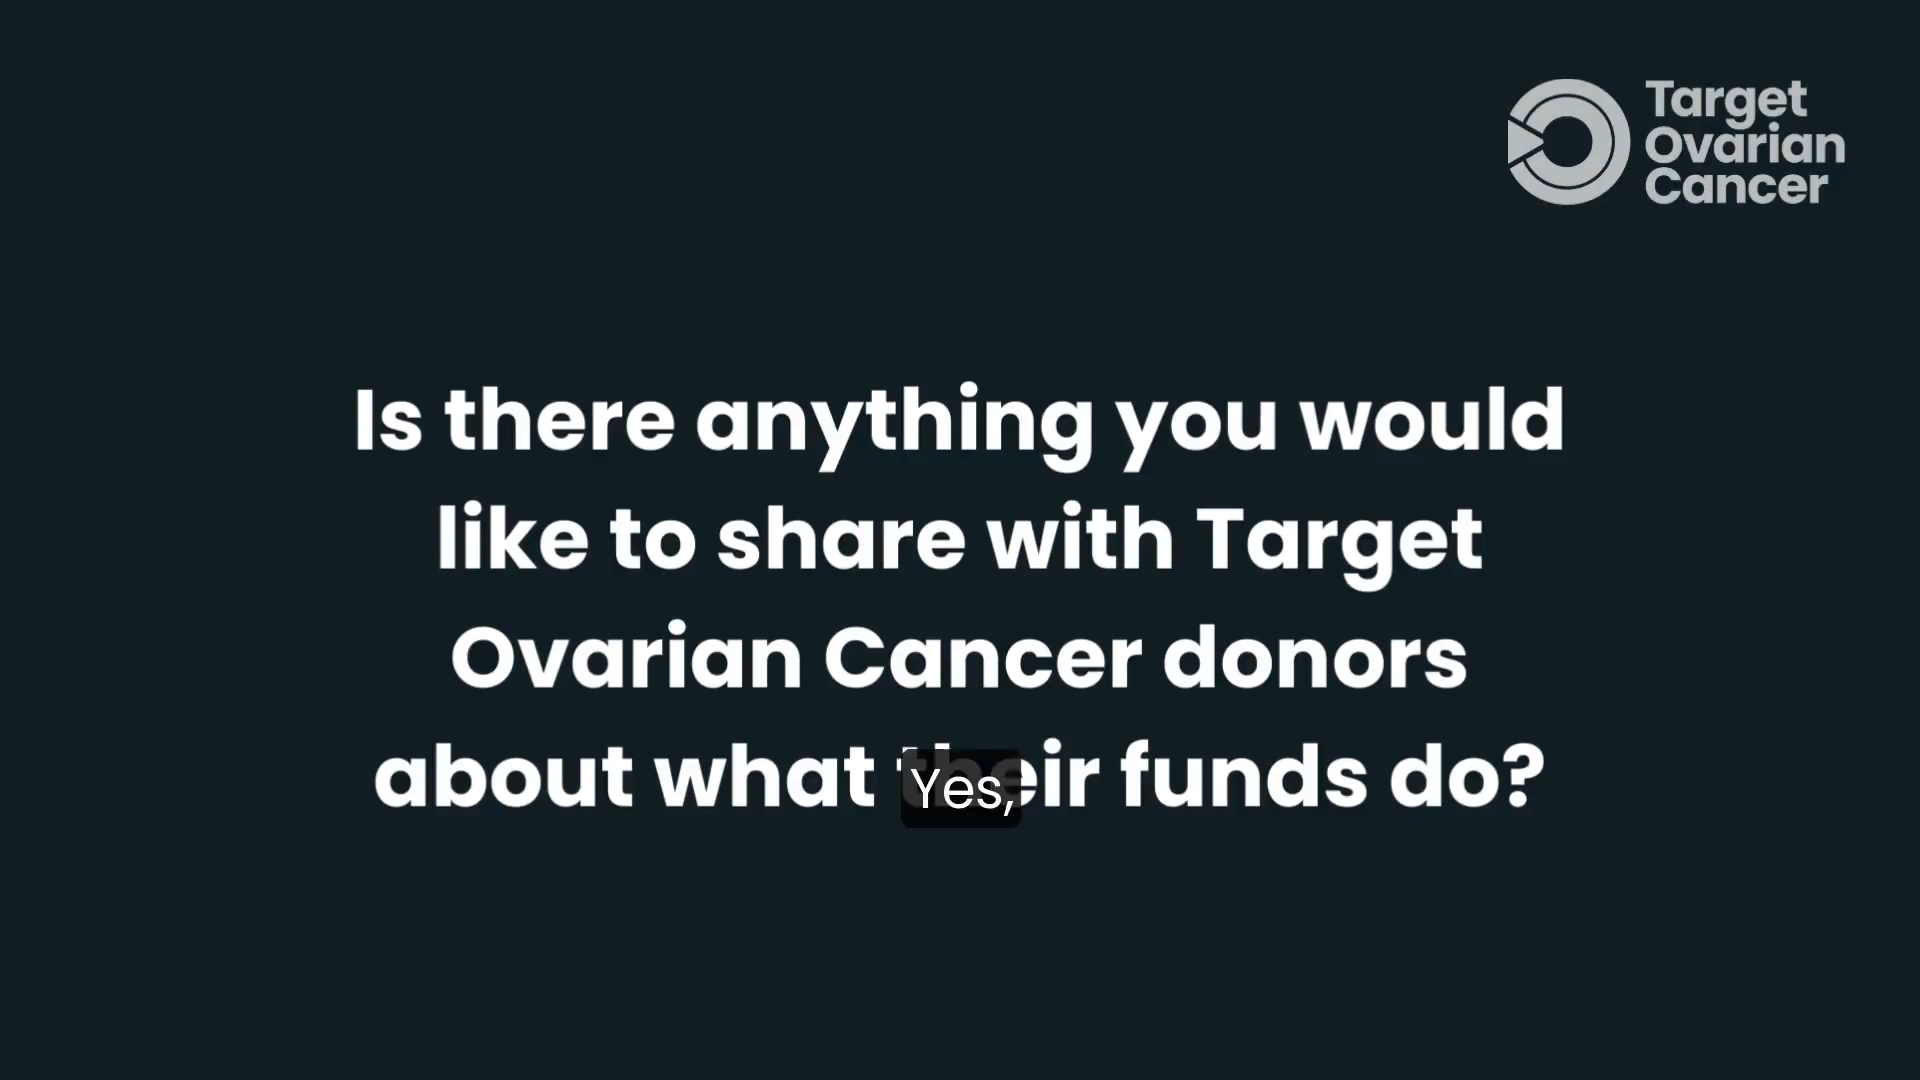 Target
Ovarian
Cancer
Is there anything you would
like to share with Target
Ovarian Cancer donors
about what their funds do?
Yes,